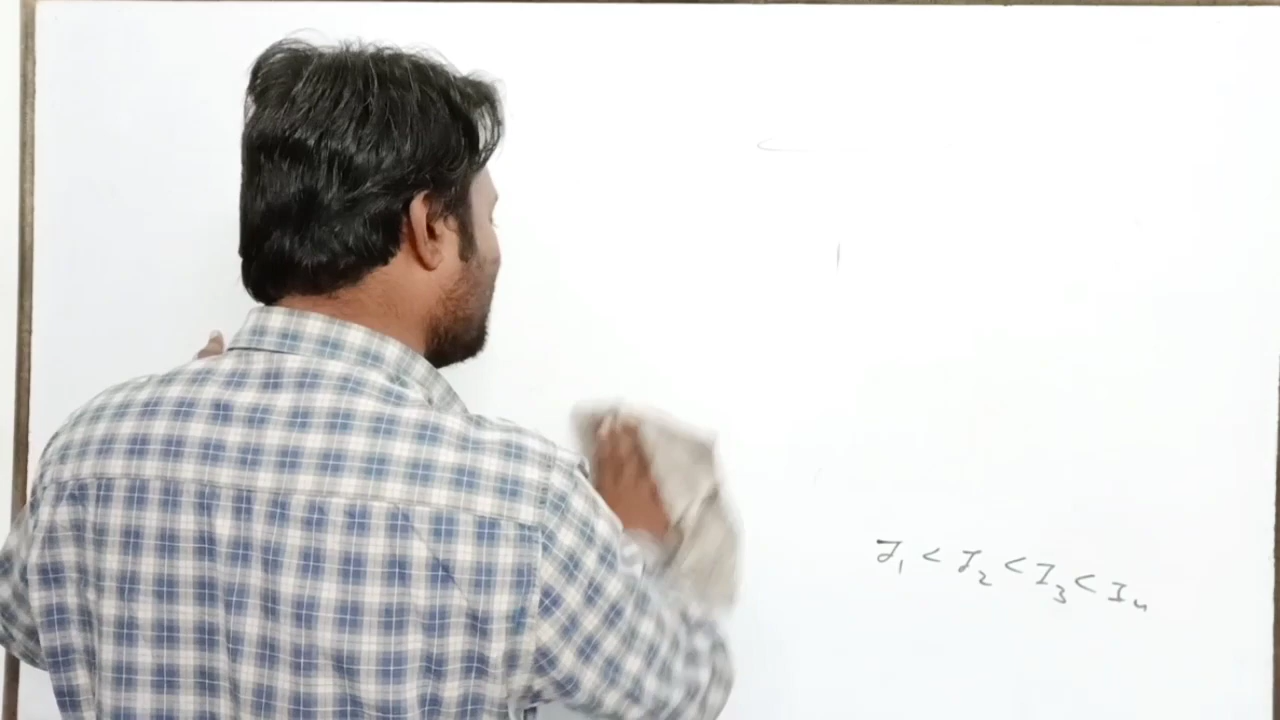 I₁ < I₂ < I₃ < I₄